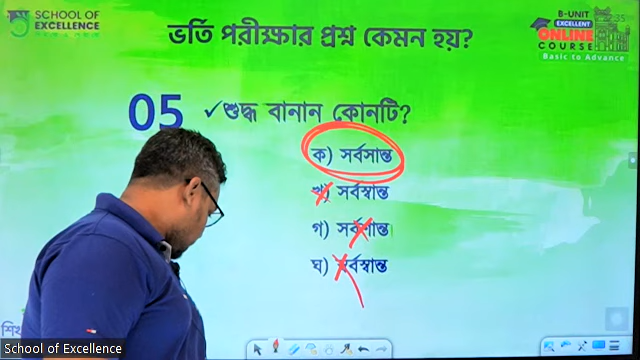 SCHOOL OF
EXCELLENCE
ভর্তি পরীক্ষার প্রশ্ন কেমন হয়?
B-UNIT
EXCELLENT
ONLINE
COURSE
Basic to Advance
05
✓শুদ্ধ বানান কোনটি?
ক) সর্বসান্ত
খ) সর্বস্বান্ত
গ) সর্বশান্ত
ঘ) সর্বস্বান্ত
School of Excellence